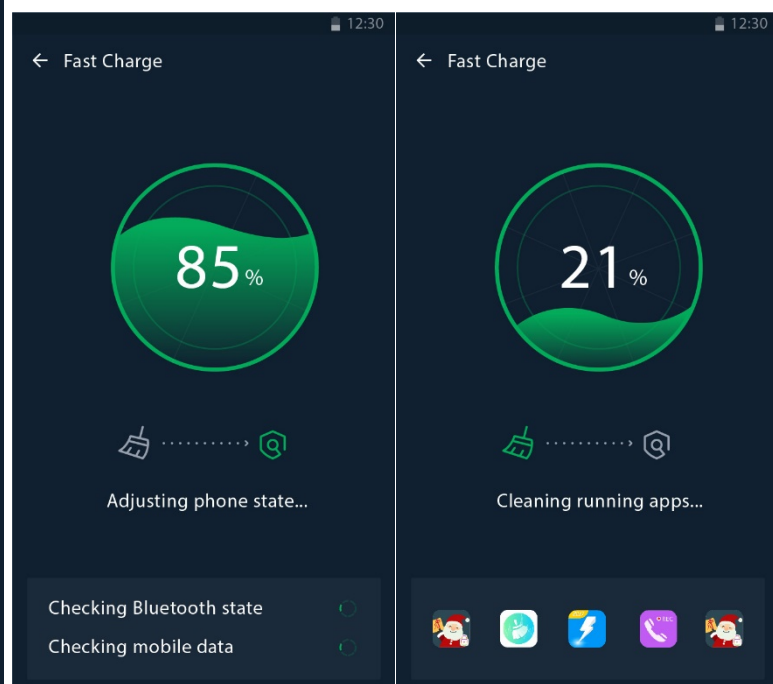 12:30
Fast Charge
85%
Adjusting phone state...
Checking Bluetooth state
Checking mobile data
12:30
Fast Charge
21%
Cleaning running apps...
REC